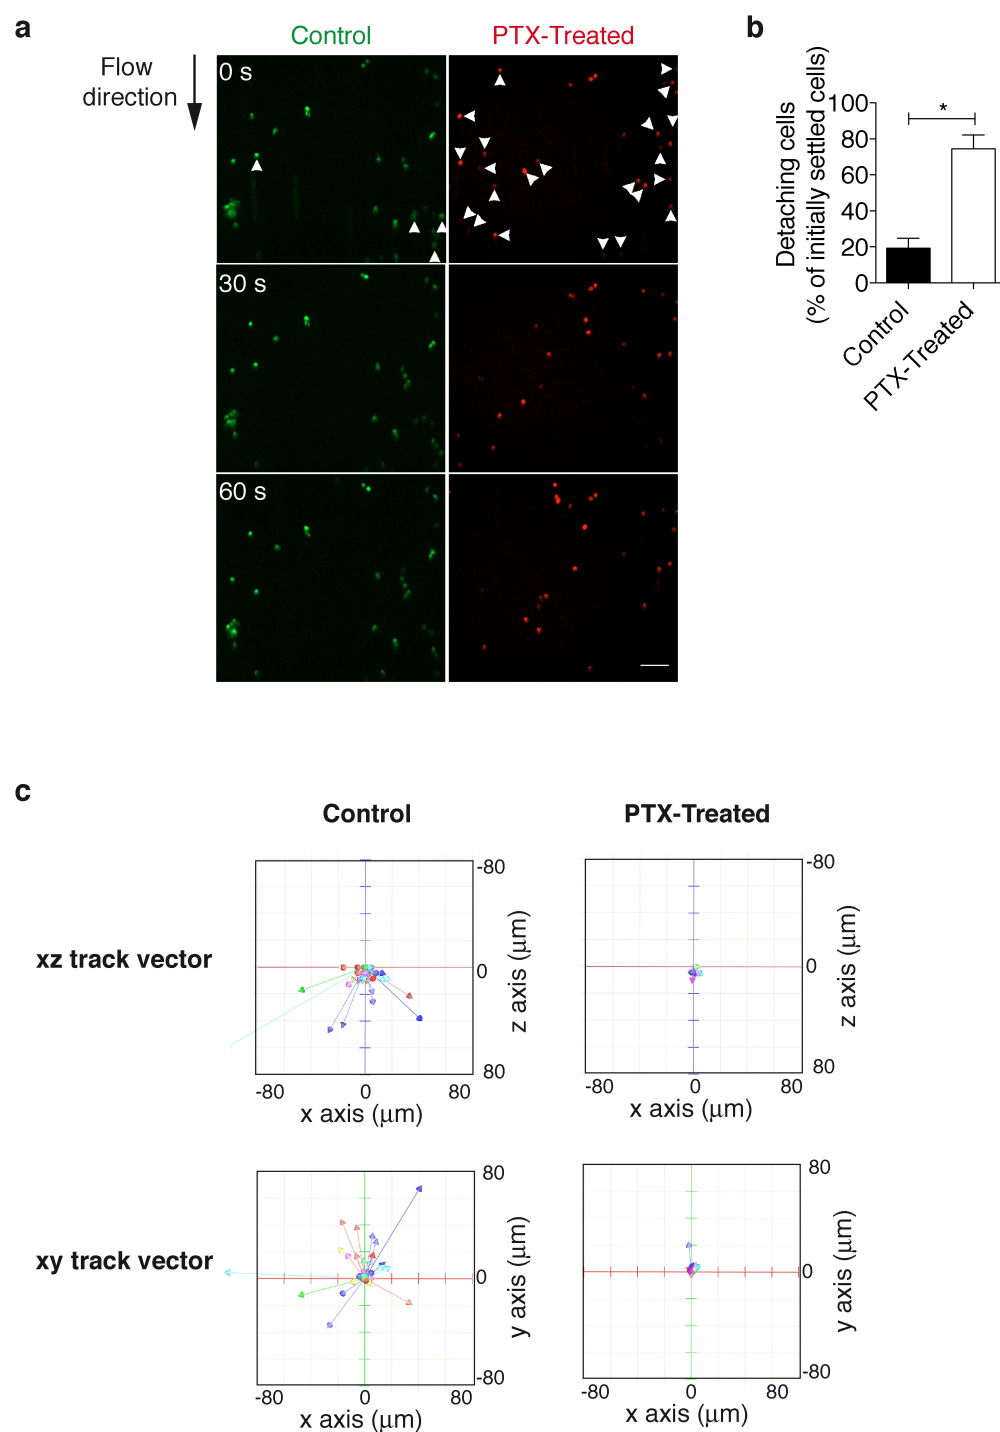 a
Control
PTX-Treated
Flow
direction
0 s
30 s
60 s
b
Detaching cells
(% of initially settled cells)
100
80
60
40
20
0
*
Control
PTX-Treated
c
Control
PTX-Treated
xz track vector
-80
0
80
z axis (μm)
-80
0
80
x axis (μm)
-80
0
80
z axis (μm)
-80
0
80
x axis (μm)
xy track vector
80
0
-80
y axis (μm)
-80
0
80
x axis (μm)
80
0
-80
y axis (μm)
-80
0
80
x axis (μm)